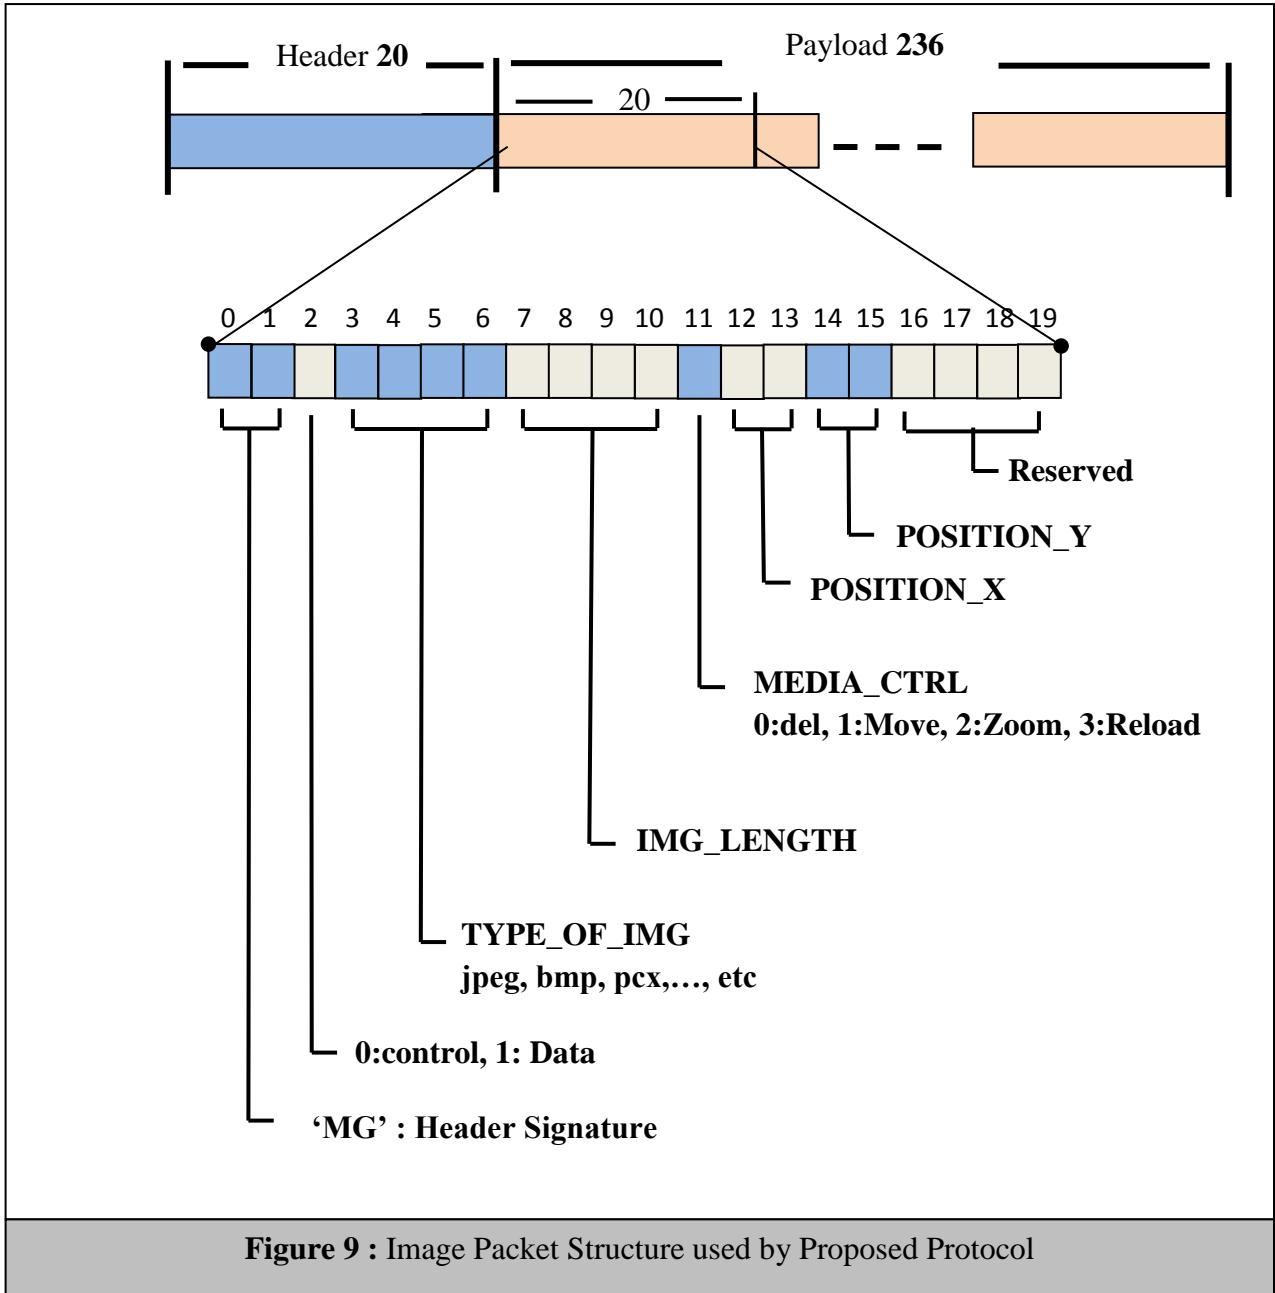 Header 20
Payload 236
20
0 1 2 3 4 5 6 7 8 9 10 11 12 13 14 15 16 17 18 19
Reserved
POSITION_Y
POSITION_X
MEDIA_CTRL
0:del, 1:Move, 2:Zoom, 3:Reload
IMG_LENGTH
TYPE_OF_IMG
jpeg, bmp, pcx,…, etc
0:control, 1: Data
‘MG’ : Header Signature
Figure 9 : Image Packet Structure used by Proposed Protocol